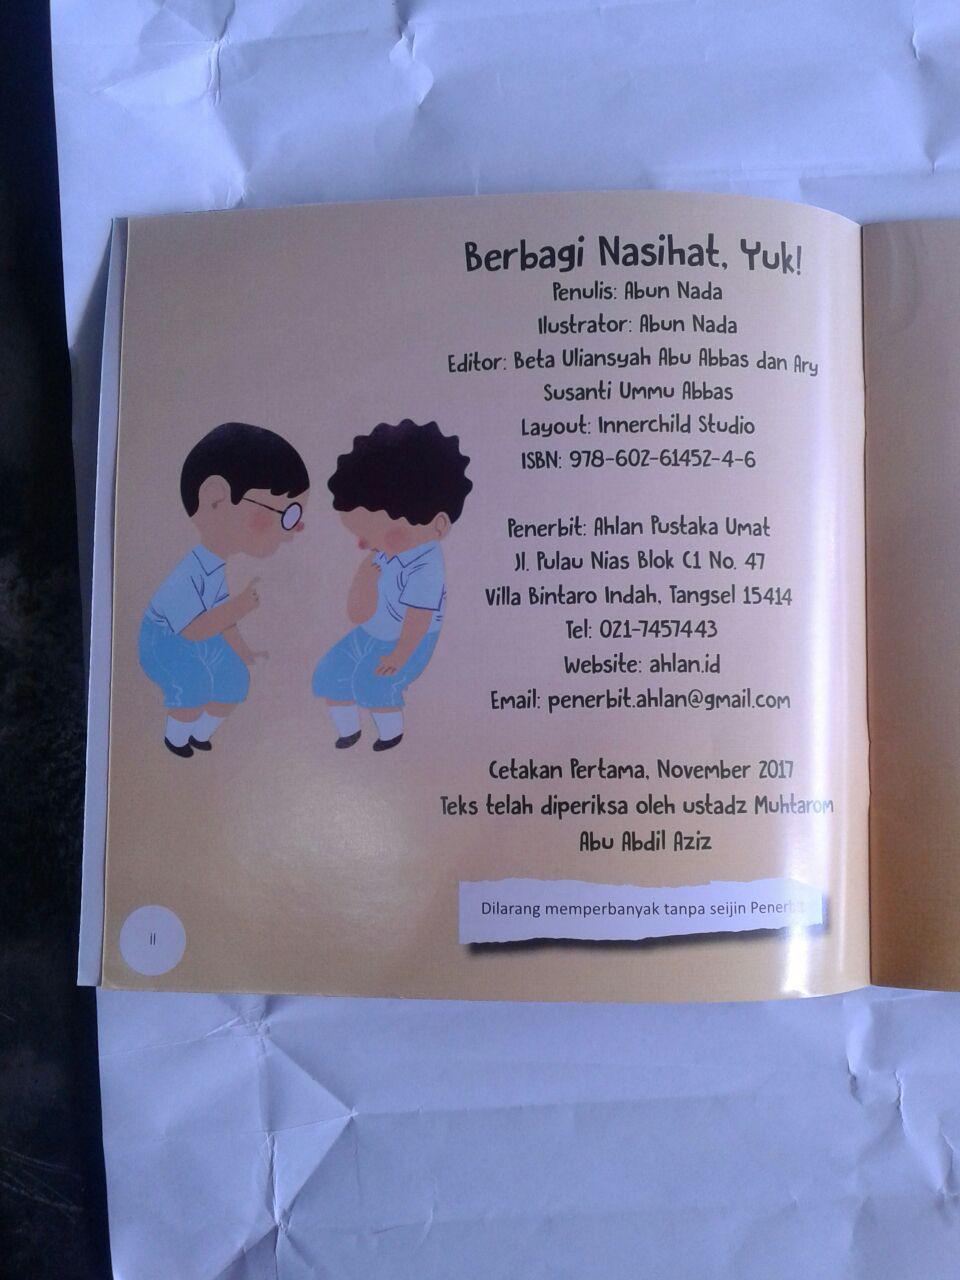 Berbagi Nasihat, Yuk!
Penulis: Abun Nada
Ilustrator: Abun Nada
Editor: Beta Uliansyah Abu Abbas dan Ary
Susanti Ummu Abbas
Layout: Innerchild Studio
ISBN: 978-602-61452-4-6
Penerbit: Ahlan Pustaka Umat
Jl. Pulau Nias Blok C1 No. 47
Villa Bintaro Indah, Tangsel 15414
Tel: 021-7457443
Website: ahlan.id
Email: penerbit.ahlan@gmail.com
Cetakan Pertama, November 2017
Teks telah diperiksa oleh ustadz Muhtarom
Abu Abdil Aziz
Dilarang memperbanyak tanpa seijin Penerbit
ii